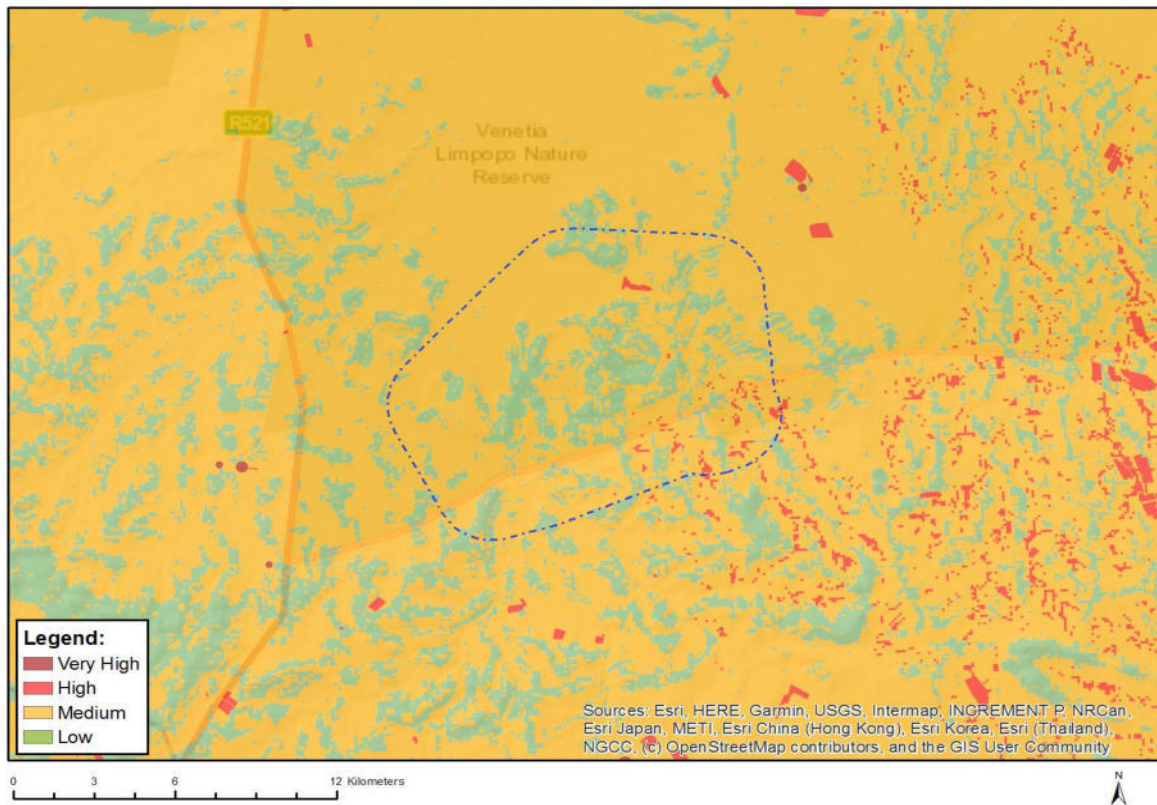 R521
Venetia
Limpopo Nature
Reserve
Legend:
Very High
High
Medium
Low
Sources: Esri, HERE, Garmin, USGS, Intermap, INCREMENT P, NRCan,
Esri Japan, METI, Esri China (Hong Kong), Esri Korea, Esri (Thailand),
NGCC, (c) OpenStreetMap contributors, and the GIS User Community
0 3 6 12 Kilometers
N